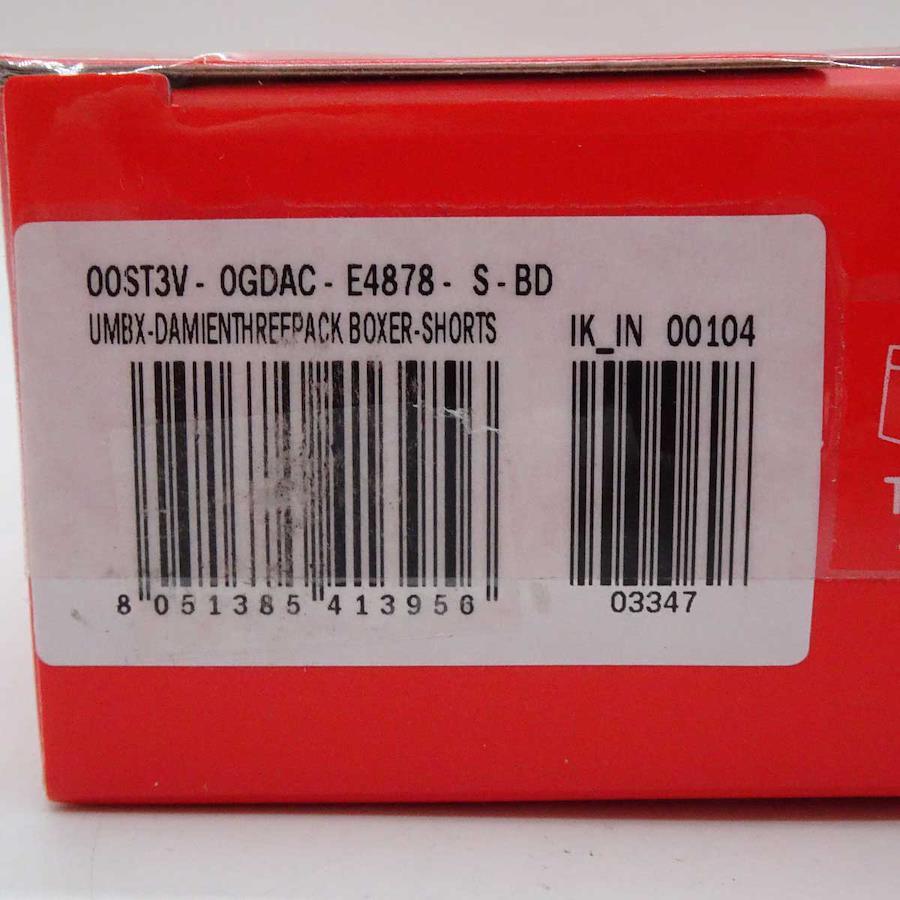 00ST3V - 0GDAC - E4878 - S - BD
UMBX-DAMIENTHREEPACK BOXER-SHORTS
IK_IN 00104
8 051385 413956
03347